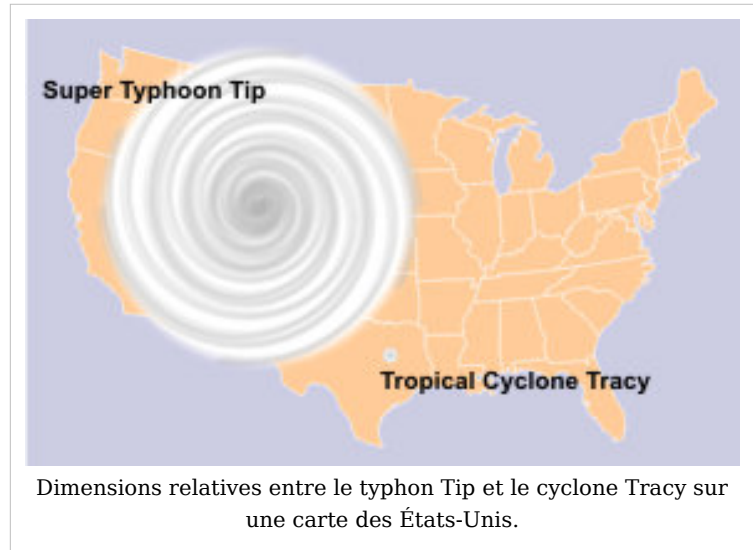 Super Typhoon Tip
Tropical Cyclone Tracy
Dimensions relatives entre le typhon Tip et le cyclone Tracy sur
une carte des États-Unis.